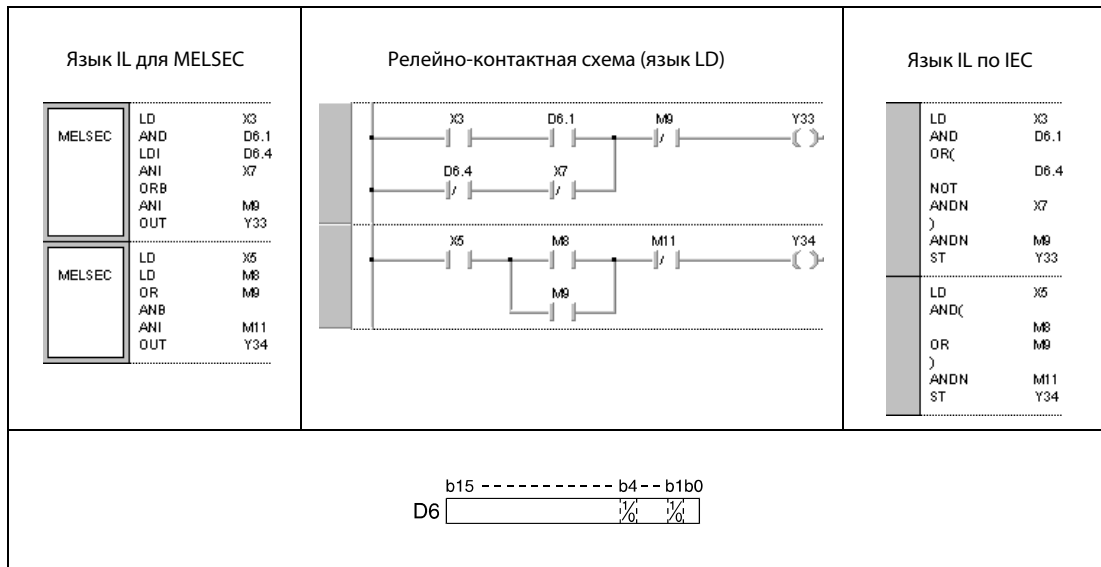 Язык IL для MELSEC
MELSEC
LD X3
AND D6.1
LDI D6.4
ANI X7
ORB
ANI M9
OUT Y33
MELSEC
LD X5
LD M8
OR M9
ANB
ANI M11
OUT Y34
Релейно-контактная схема (язык LD)
X3 D6.1 M9 Y33
D6.4 X7
X5 M8 M11 Y34
M9
Язык IL по IEC
LD X3
AND D6.1
OR(
D6.4
NOT
ANDN X7
)
ANDN M9
ST Y33
LD X5
AND(
M8
OR M9
)
ANDN M11
ST Y34
b15 - - - - - - - - - - - - b4 - - b1b0
D6 1/0 1/0